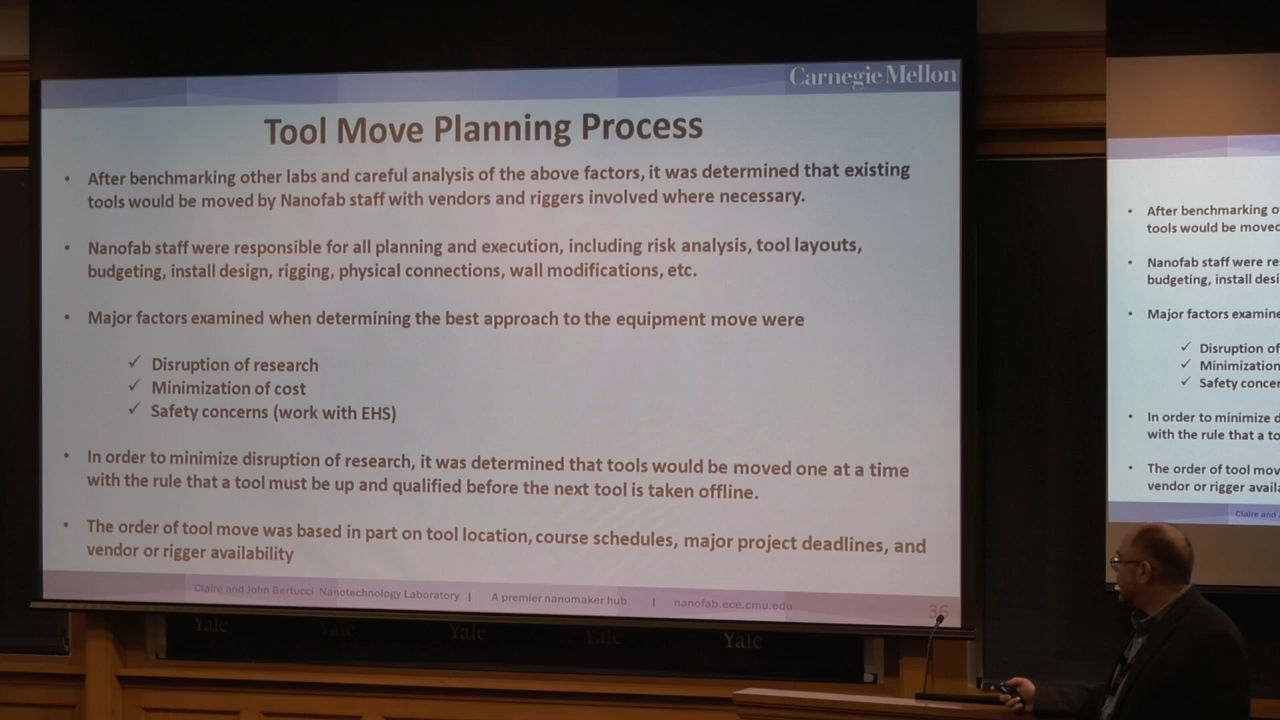 Carnegie Mellon
Tool Move Planning Process
• After benchmarking other labs and careful analysis of the above factors, it was determined that existing
tools would be moved by Nanofab staff with vendors and riggers involved where necessary.
• Nanofab staff were responsible for all planning and execution, including risk analysis, tool layouts,
budgeting, install design, rigging, physical connections, wall modifications, etc.
• Major factors examined when determining the best approach to the equipment move were
✓ Disruption of research
✓ Minimization of cost
✓ Safety concerns (work with EHS)
• In order to minimize disruption of research, it was determined that tools would be moved one at a time
with the rule that a tool must be up and qualified before the next tool is taken offline.
• The order of tool move was based in part on tool location, course schedules, major project deadlines, and
vendor or rigger availability
Claire and John Bertucci Nanotechnology Laboratory | A premier nanomaker hub | nanofab.ece.cmu.edu
36
Yale Yale Yale Yale Yale
• After benchmarking o
tools would be moved
• Nanofab staff were re
budgeting, install desi
• Major factors examine
✓ Disruption of
✓ Minimization
✓ Safety concer
• In order to minimize d
with the rule that a to
• The order of tool mov
vendor or rigger availa
Claire and